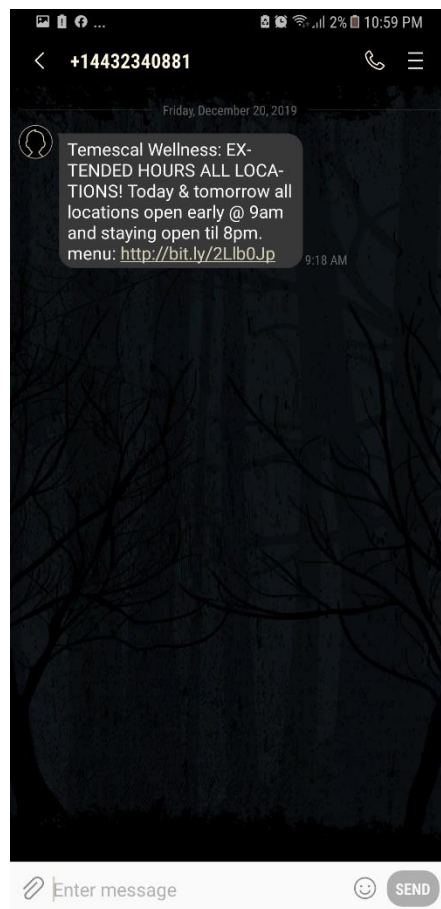 ... 2% 10:59 PM
+14432340881
Friday, December 20, 2019
Temescal Wellness: EX-
TENDED HOURS ALL LOCA-
TIONS! Today & tomorrow all
locations open early @ 9am
and staying open til 8pm.
menu: http://bit.ly/2Llb0Jp
9:18 AM
Enter message
SEND